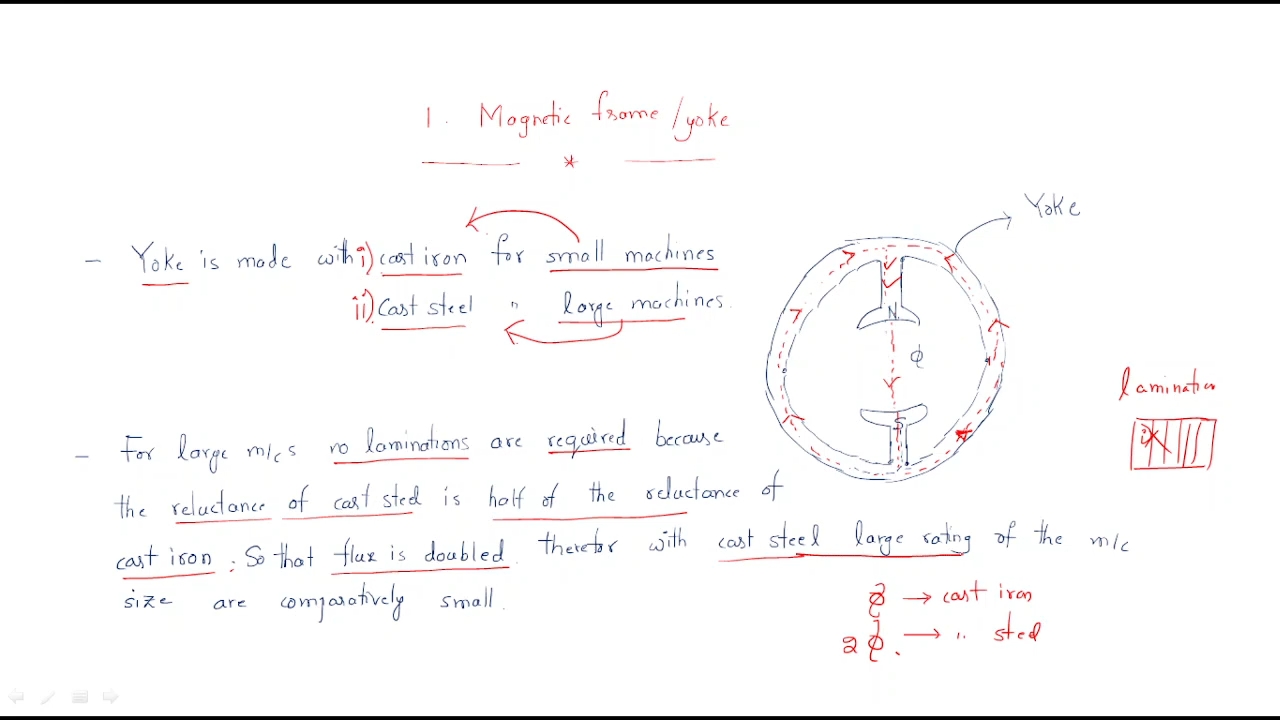 1. Magnetic frame/yoke
*
Yoke
- Yoke is made with i) cast iron for small machines
ii) Cast steel " large machines.
N
ϕ
S
lamination
- For large m/cs no laminations are required because
the reluctance of cast steel is half of the reluctance of
cast iron. So that flux is doubled. therefor with cast steel large rating of the m/c
size are comparatively small.
ϕ → cast iron
2ϕ. → " steel